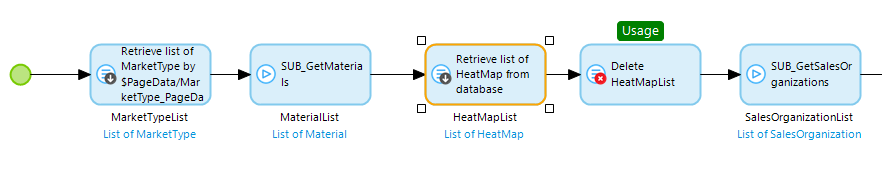 Usage
Retrieve list of
MarketType by
$PageData/Mar
ketType_PageDa
MarketTypeList
List of MarketType
SUB_GetMateria
ls
MaterialList
List of Material
Retrieve list of
HeatMap from
database
HeatMapList
List of HeatMap
Delete
HeatMapList
SUB_GetSalesOr
ganizations
SalesOrganizationList
List of SalesOrganization